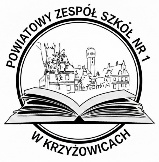 POWIATOWY ZESPÓŁ SZKÓŁ NR 1
W KRZYŻOWICACH